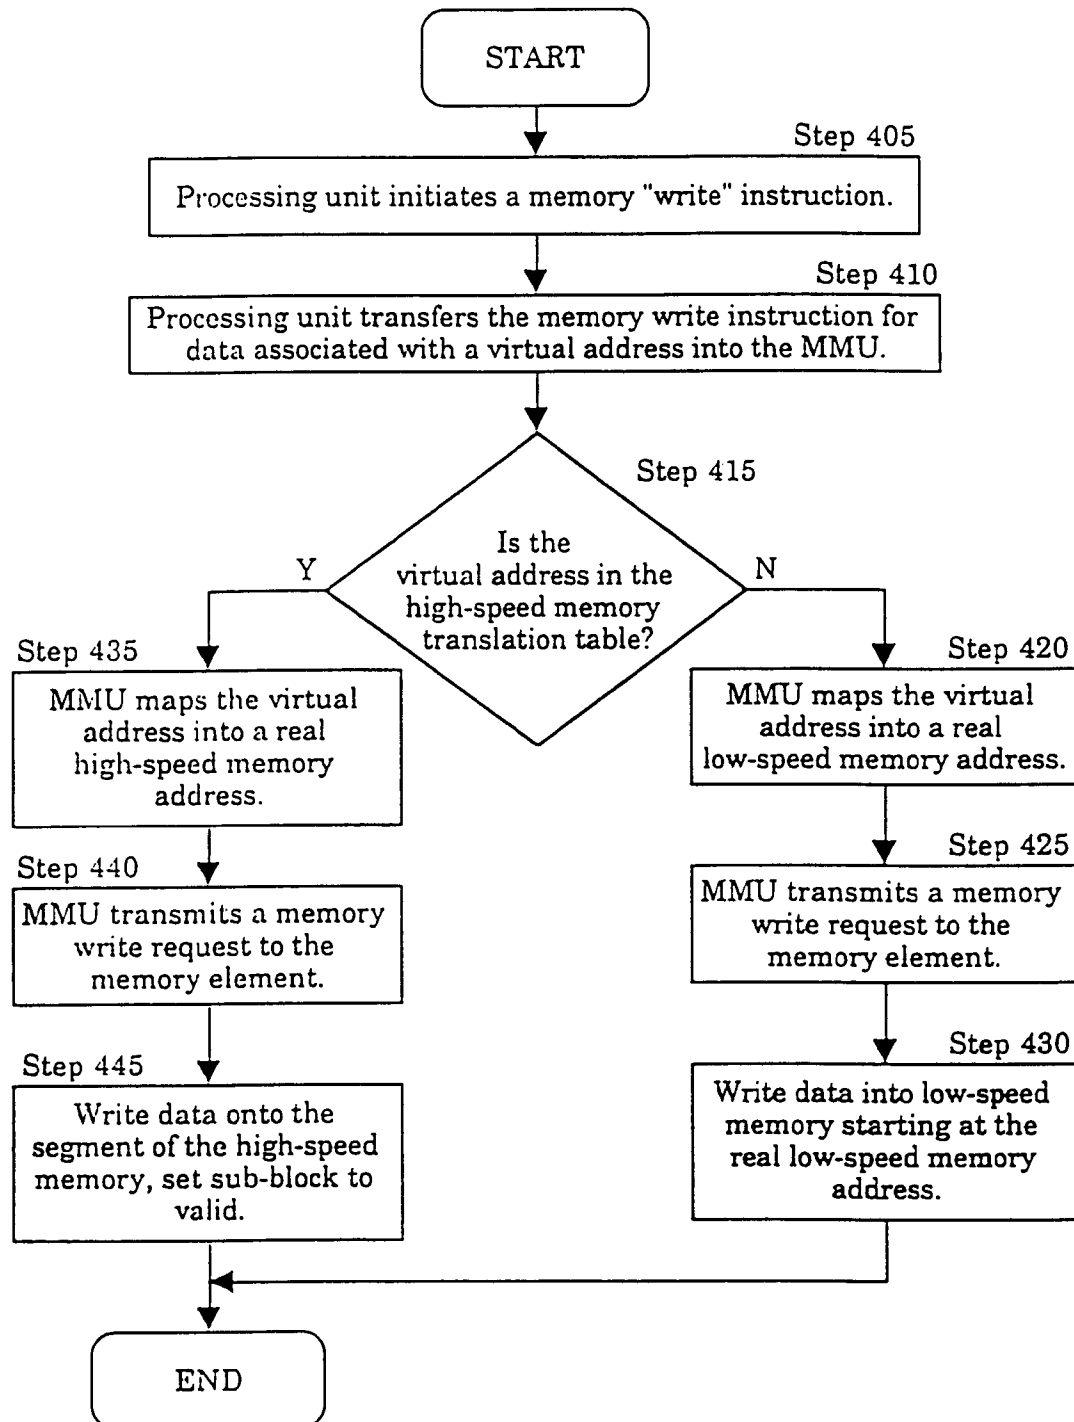 START
Step 405
Processing unit initiates a memory "write" instruction.
Step 410
Processing unit transfers the memory write instruction for
data associated with a virtual address into the MMU.
Step 415
Is the
virtual address in the
high-speed memory
translation table?
Y
N
Step 435
MMU maps the virtual
address into a real
high-speed memory
address.
Step 440
MMU transmits a memory
write request to the
memory element.
Step 445
Write data onto the
segment of the high-speed
memory, set sub-block to
valid.
Step 420
MMU maps the virtual
address into a real
low-speed memory address.
Step 425
MMU transmits a memory
write request to the
memory element.
Step 430
Write data into low-speed
memory starting at the
real low-speed memory
address.
END